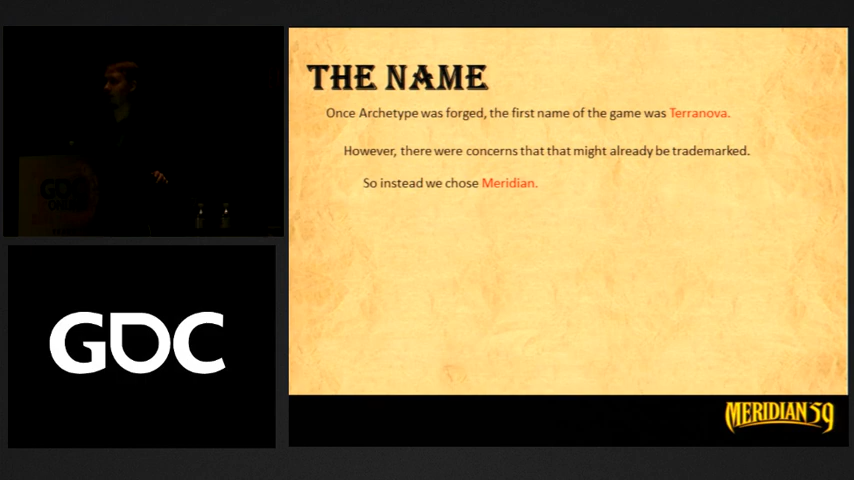 THE NAME
Once Archetype was forged, the first name of the game was Terranova.
However, there were concerns that that might already be trademarked.
So instead we chose Meridian.
GDC
GDC
MERIDIAN 59